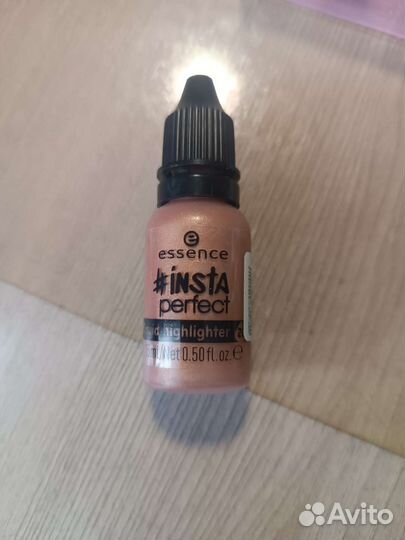 e
essence
#insta
perfect
highlighter
Net 0.50 fl.oz. e
Avito